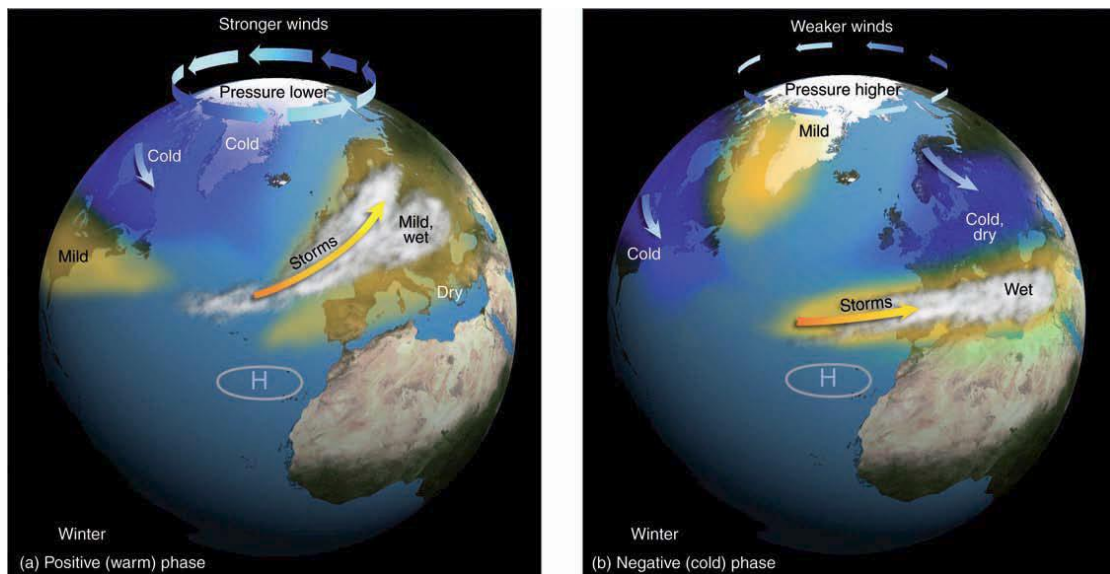 Stronger winds
Pressure lower
Cold
Cold
Mild
Storms
Mild,
wet
Dry
H
Winter
(a) Positive (warm) phase
Weaker winds
Pressure higher
Mild
Cold
Cold,
dry
Storms
Wet
H
Winter
(b) Negative (cold) phase